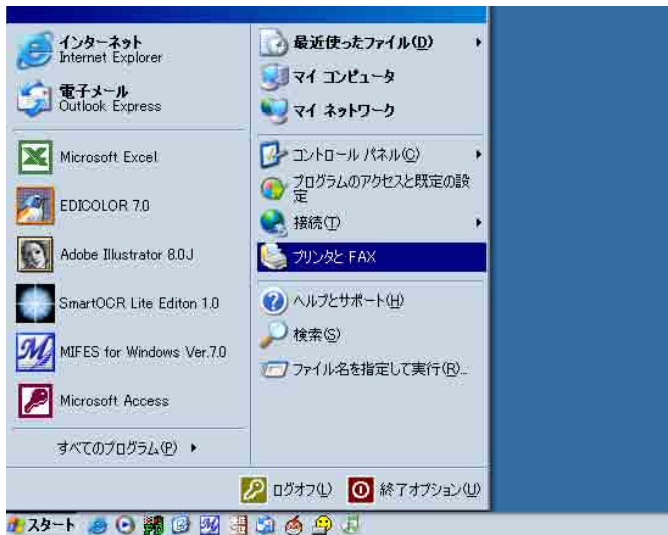 インターネット
Internet Explorer
電子メール
Outlook Express
Microsoft Excel
EDICOLOR 7.0
Adobe Illustrator 8.0J
SmartOCR Lite Editon 1.0
MIFES for Windows Ver.7.0
Microsoft Access
すべてのプログラム(P)
最近使ったファイル(D)
マイ コンピュータ
マイ ネットワーク
コントロール パネル(C)
プログラムのアクセスと既定の設
定
接続(T)
プリンタと FAX
ヘルプとサポート(H)
検索(S)
ファイル名を指定して実行(R)...
ログオフ(L)
終了オプション(U)
スタート